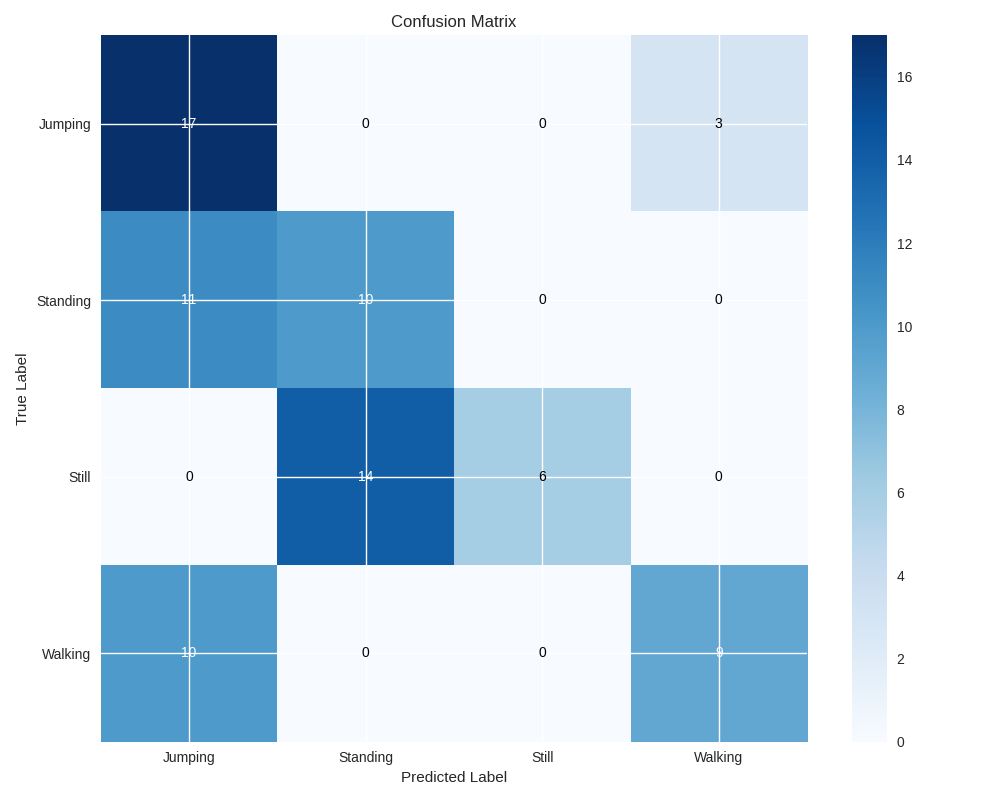 Confusion Matrix
Jumping 17 0 0 3
Standing 11 10 0 0
Still 0 14 6 0
Walking 10 0 0 9
Jumping Standing Still Walking
Predicted Label
True Label
16
14
12
10
8
6
4
2
0